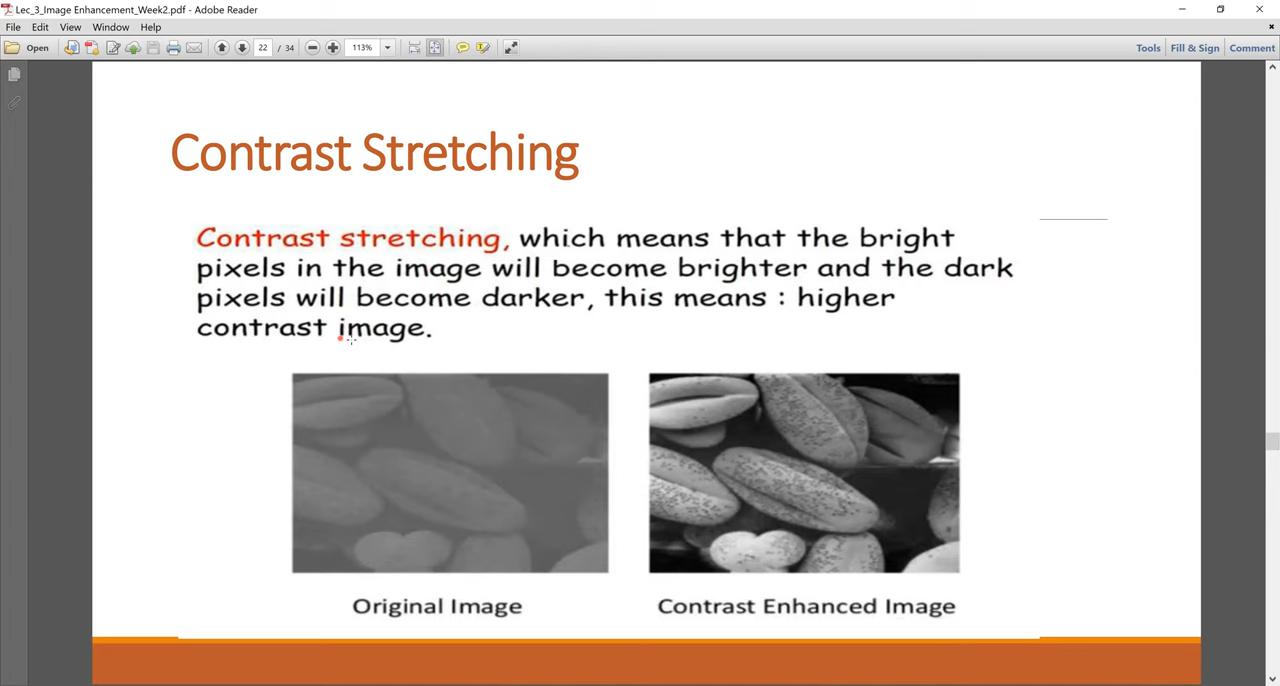 Lec_3_Image Enhancement_Week2.pdf - Adobe Reader
File Edit View Window Help
Open 22 / 34 113% Tools Fill & Sign Comment
Contrast Stretching
Contrast stretching, which means that the bright
pixels in the image will become brighter and the dark
pixels will become darker, this means : higher
contrast image.
Original Image
Contrast Enhanced Image